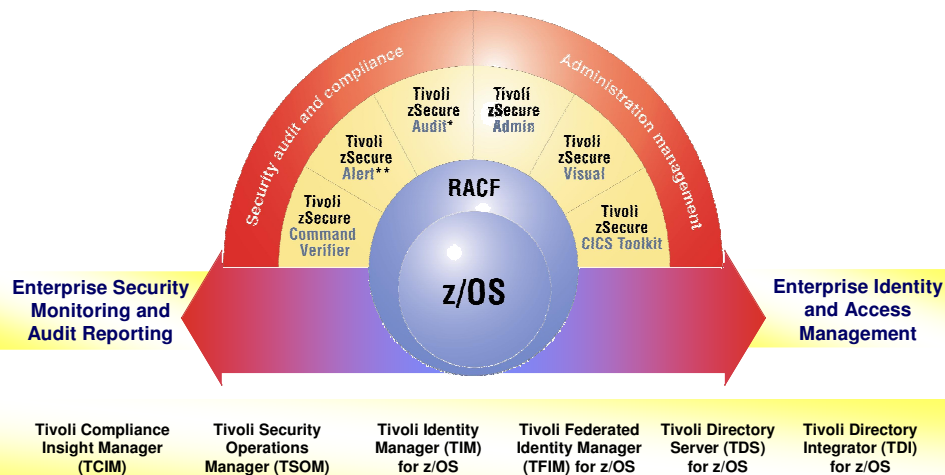 Security audit and compliance
Administration management
Tivoli
zSecure
Command
Verifier
Tivoli
zSecure
Alert**
Tivoli
zSecure
Audit*
Tivoli
zSecure
Admin
Tivoli
zSecure
Visual
Tivoli
zSecure
CICS Toolkit
RACF
z/OS
Enterprise Security
Monitoring and
Audit Reporting
Enterprise Identity
and Access
Management
Tivoli Compliance
Insight Manager
(TCIM)
Tivoli Security
Operations
Manager (TSOM)
Tivoli Identity
Manager (TIM)
for z/OS
Tivoli Federated
Identity Manager
(TFIM) for z/OS
Tivoli Directory
Server (TDS)
for z/OS
Tivoli Directory
Integrator (TDI)
for z/OS